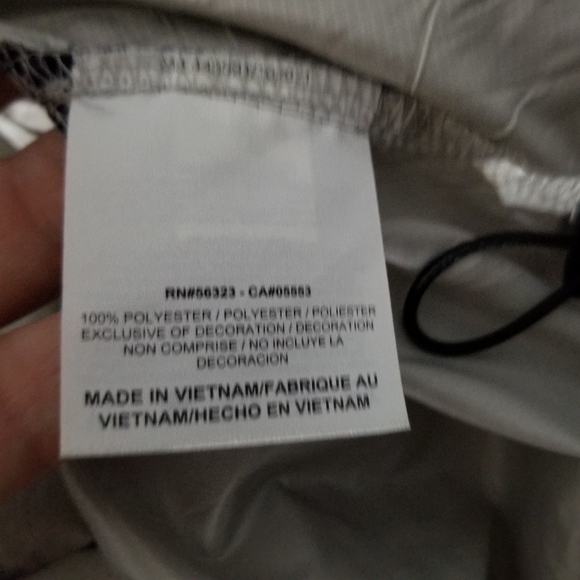 RN#56323 - CA#05553
100% POLYESTER / POLYESTER / POLIESTER
EXCLUSIVE OF DECORATION / DECORATION
NON COMPRISE / NO INCLUYE LA
DECORACION
MADE IN VIETNAM/FABRIQUE AU
VIETNAM/HECHO EN VIETNAM